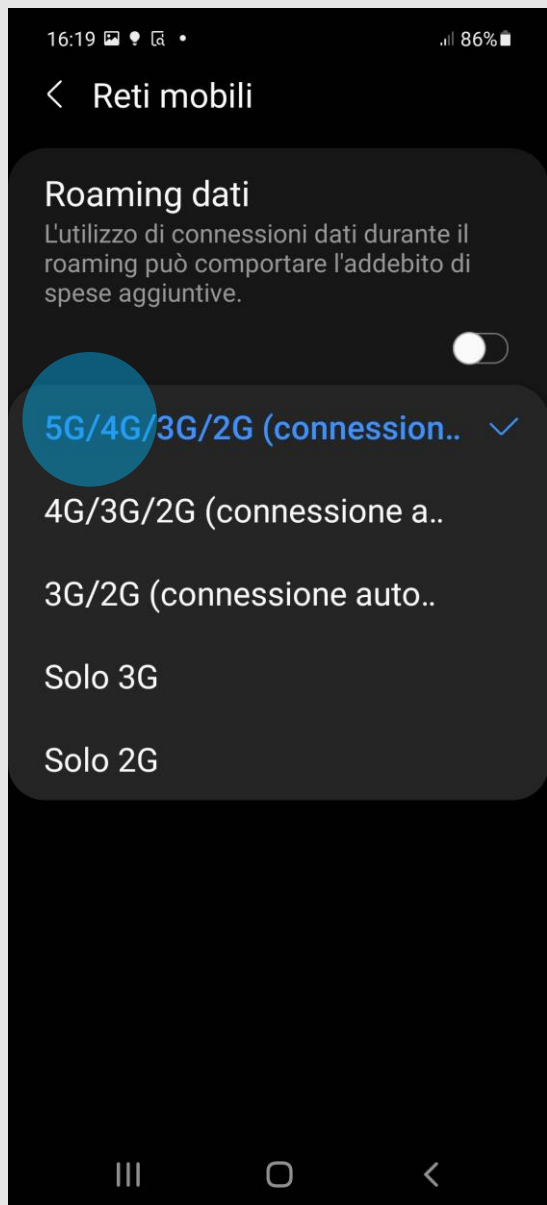 16:19
86%
Reti mobili
Roaming dati
L'utilizzo di connessioni dati durante il
roaming può comportare l'addebito di
spese aggiuntive.
5G/4G/3G/2G (connession..
4G/3G/2G (connessione a..
3G/2G (connessione auto..
Solo 3G
Solo 2G